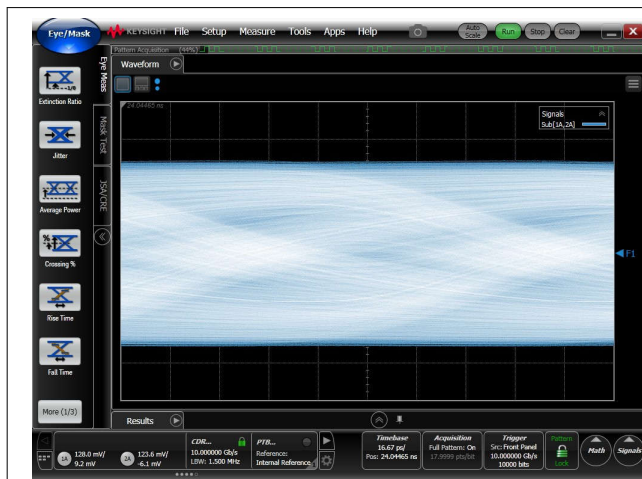 Eye/Mask
KEYSIGHT File Setup Measure Tools Apps Help
Auto Scale
Run
Stop
Clear
X
Pattern Acquisition (44%)
Waveform
Eye Meas
Mask Test
JSA/CRE
Extinction Ratio
Jitter
Average Power
Crossing %
Rise Time
Fall Time
More (1/3)
24.04465 ns
Signals
Sub[1A,2A]
F1
Results
1A 128.0 mV/
9.2 mV
2A 123.6 mV/
-6.1 mV
CDR...
10.000000 Gb/s
LBW: 1.500 MHz
PTB...
Reference:
Internal Reference
Timebase
16.67 ps/
Pos: 24.04465 ns
Acquisition
Full Pattern: On
17.9999 pts/bit
Trigger
Src: Front Panel
10.000000 Gb/s
10000 bits
Pattern
Lock
Math
Signals